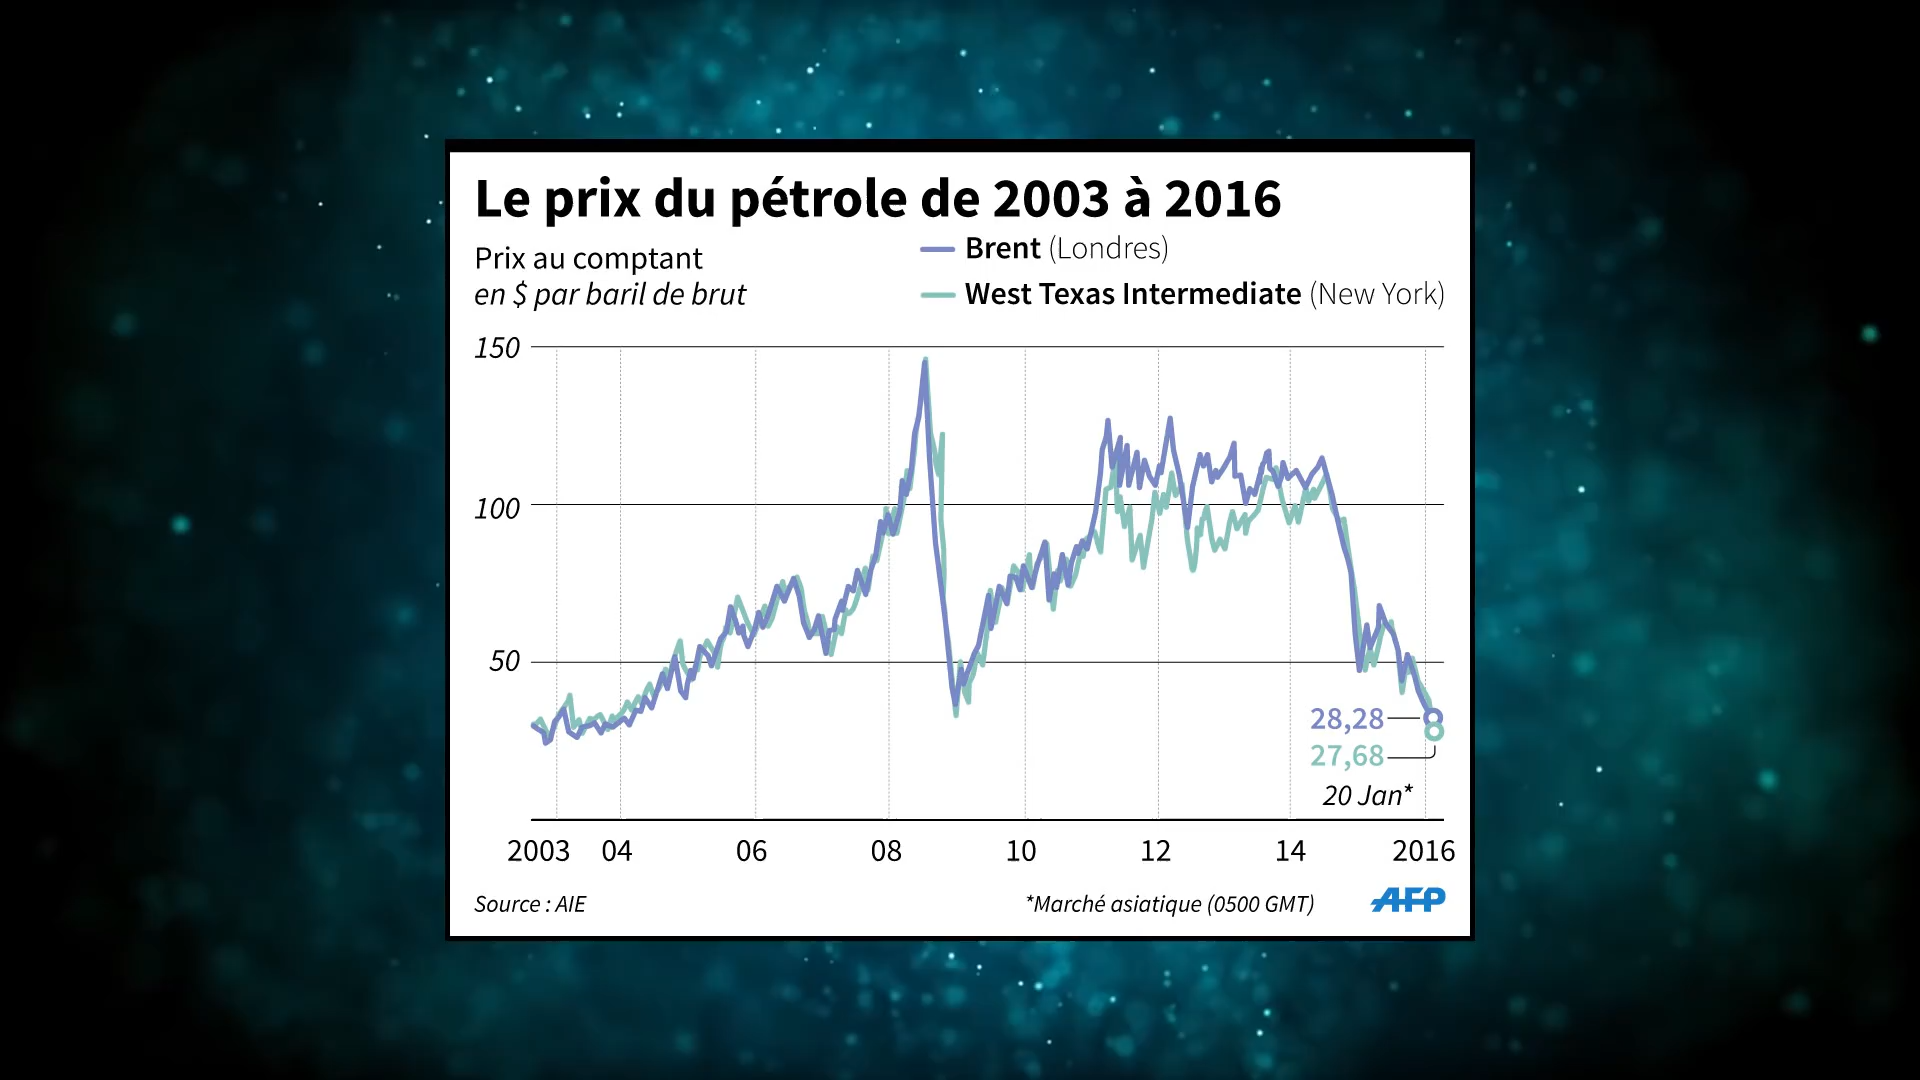 Le prix du pétrole de 2003 à 2016
Prix au comptant
en $ par baril de brut
Brent (Londres)
West Texas Intermediate (New York)
150
100
50
28,28
27,68
20 Jan*
2003 04 06 08 10 12 14 2016
Source : AIE
*Marché asiatique (0500 GMT)
AFP